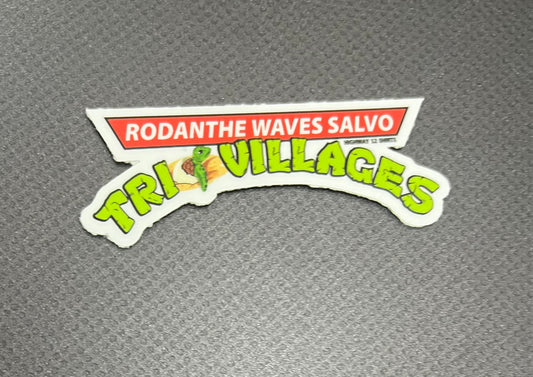 RODANTHE WAVES SALVO
HIGHWAY 12 SHIRTS
TRI VILLAGES